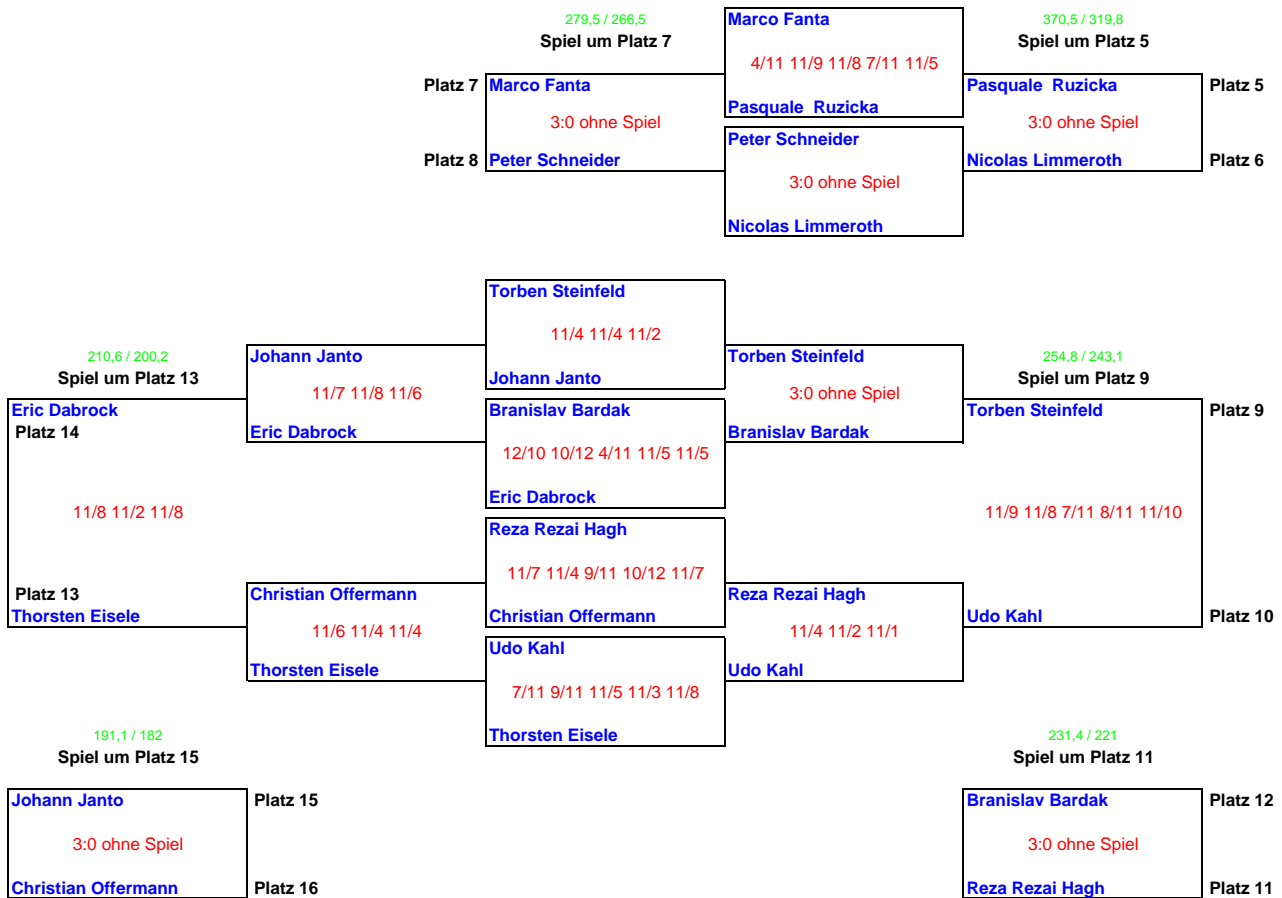 279,5 / 266,5 Marco Fanta 370,5 / 319,8
Spiel um Platz 7 Spiel um Platz 5
4/11 11/9 11/8 7/11 11/5
Platz 7 Marco Fanta Pasquale Ruzicka Platz 5
Pasquale Ruzicka
3:0 ohne Spiel 3:0 ohne Spiel
Peter Schneider
Platz 8 Peter Schneider Nicolas Limmeroth Platz 6
3:0 ohne Spiel
Nicolas Limmeroth
Torben Steinfeld
11/4 11/4 11/2
210,6 / 200,2 Johann Janto Torben Steinfeld 254,8 / 243,1
Spiel um Platz 13 Johann Janto Spiel um Platz 9
11/7 11/8 11/6 3:0 ohne Spiel
Eric Dabrock Branislav Bardak Torben Steinfeld Platz 9
Platz 14 Eric Dabrock Branislav Bardak
12/10 10/12 4/11 11/5 11/5
Eric Dabrock
11/8 11/2 11/8 11/9 11/8 7/11 8/11 11/10
Reza Rezai Hagh
11/7 11/4 9/11 10/12 11/7
Platz 13 Christian Offermann Reza Rezai Hagh
Thorsten Eisele Christian Offermann Udo Kahl Platz 10
11/6 11/4 11/4 11/4 11/2 11/1
Udo Kahl
Thorsten Eisele Udo Kahl
7/11 9/11 11/5 11/3 11/8
191,1 / 182 Thorsten Eisele 231,4 / 221
Spiel um Platz 15 Spiel um Platz 11
Johann Janto Platz 15 Branislav Bardak Platz 12
3:0 ohne Spiel 3:0 ohne Spiel
Christian Offermann Platz 16 Reza Rezai Hagh Platz 11